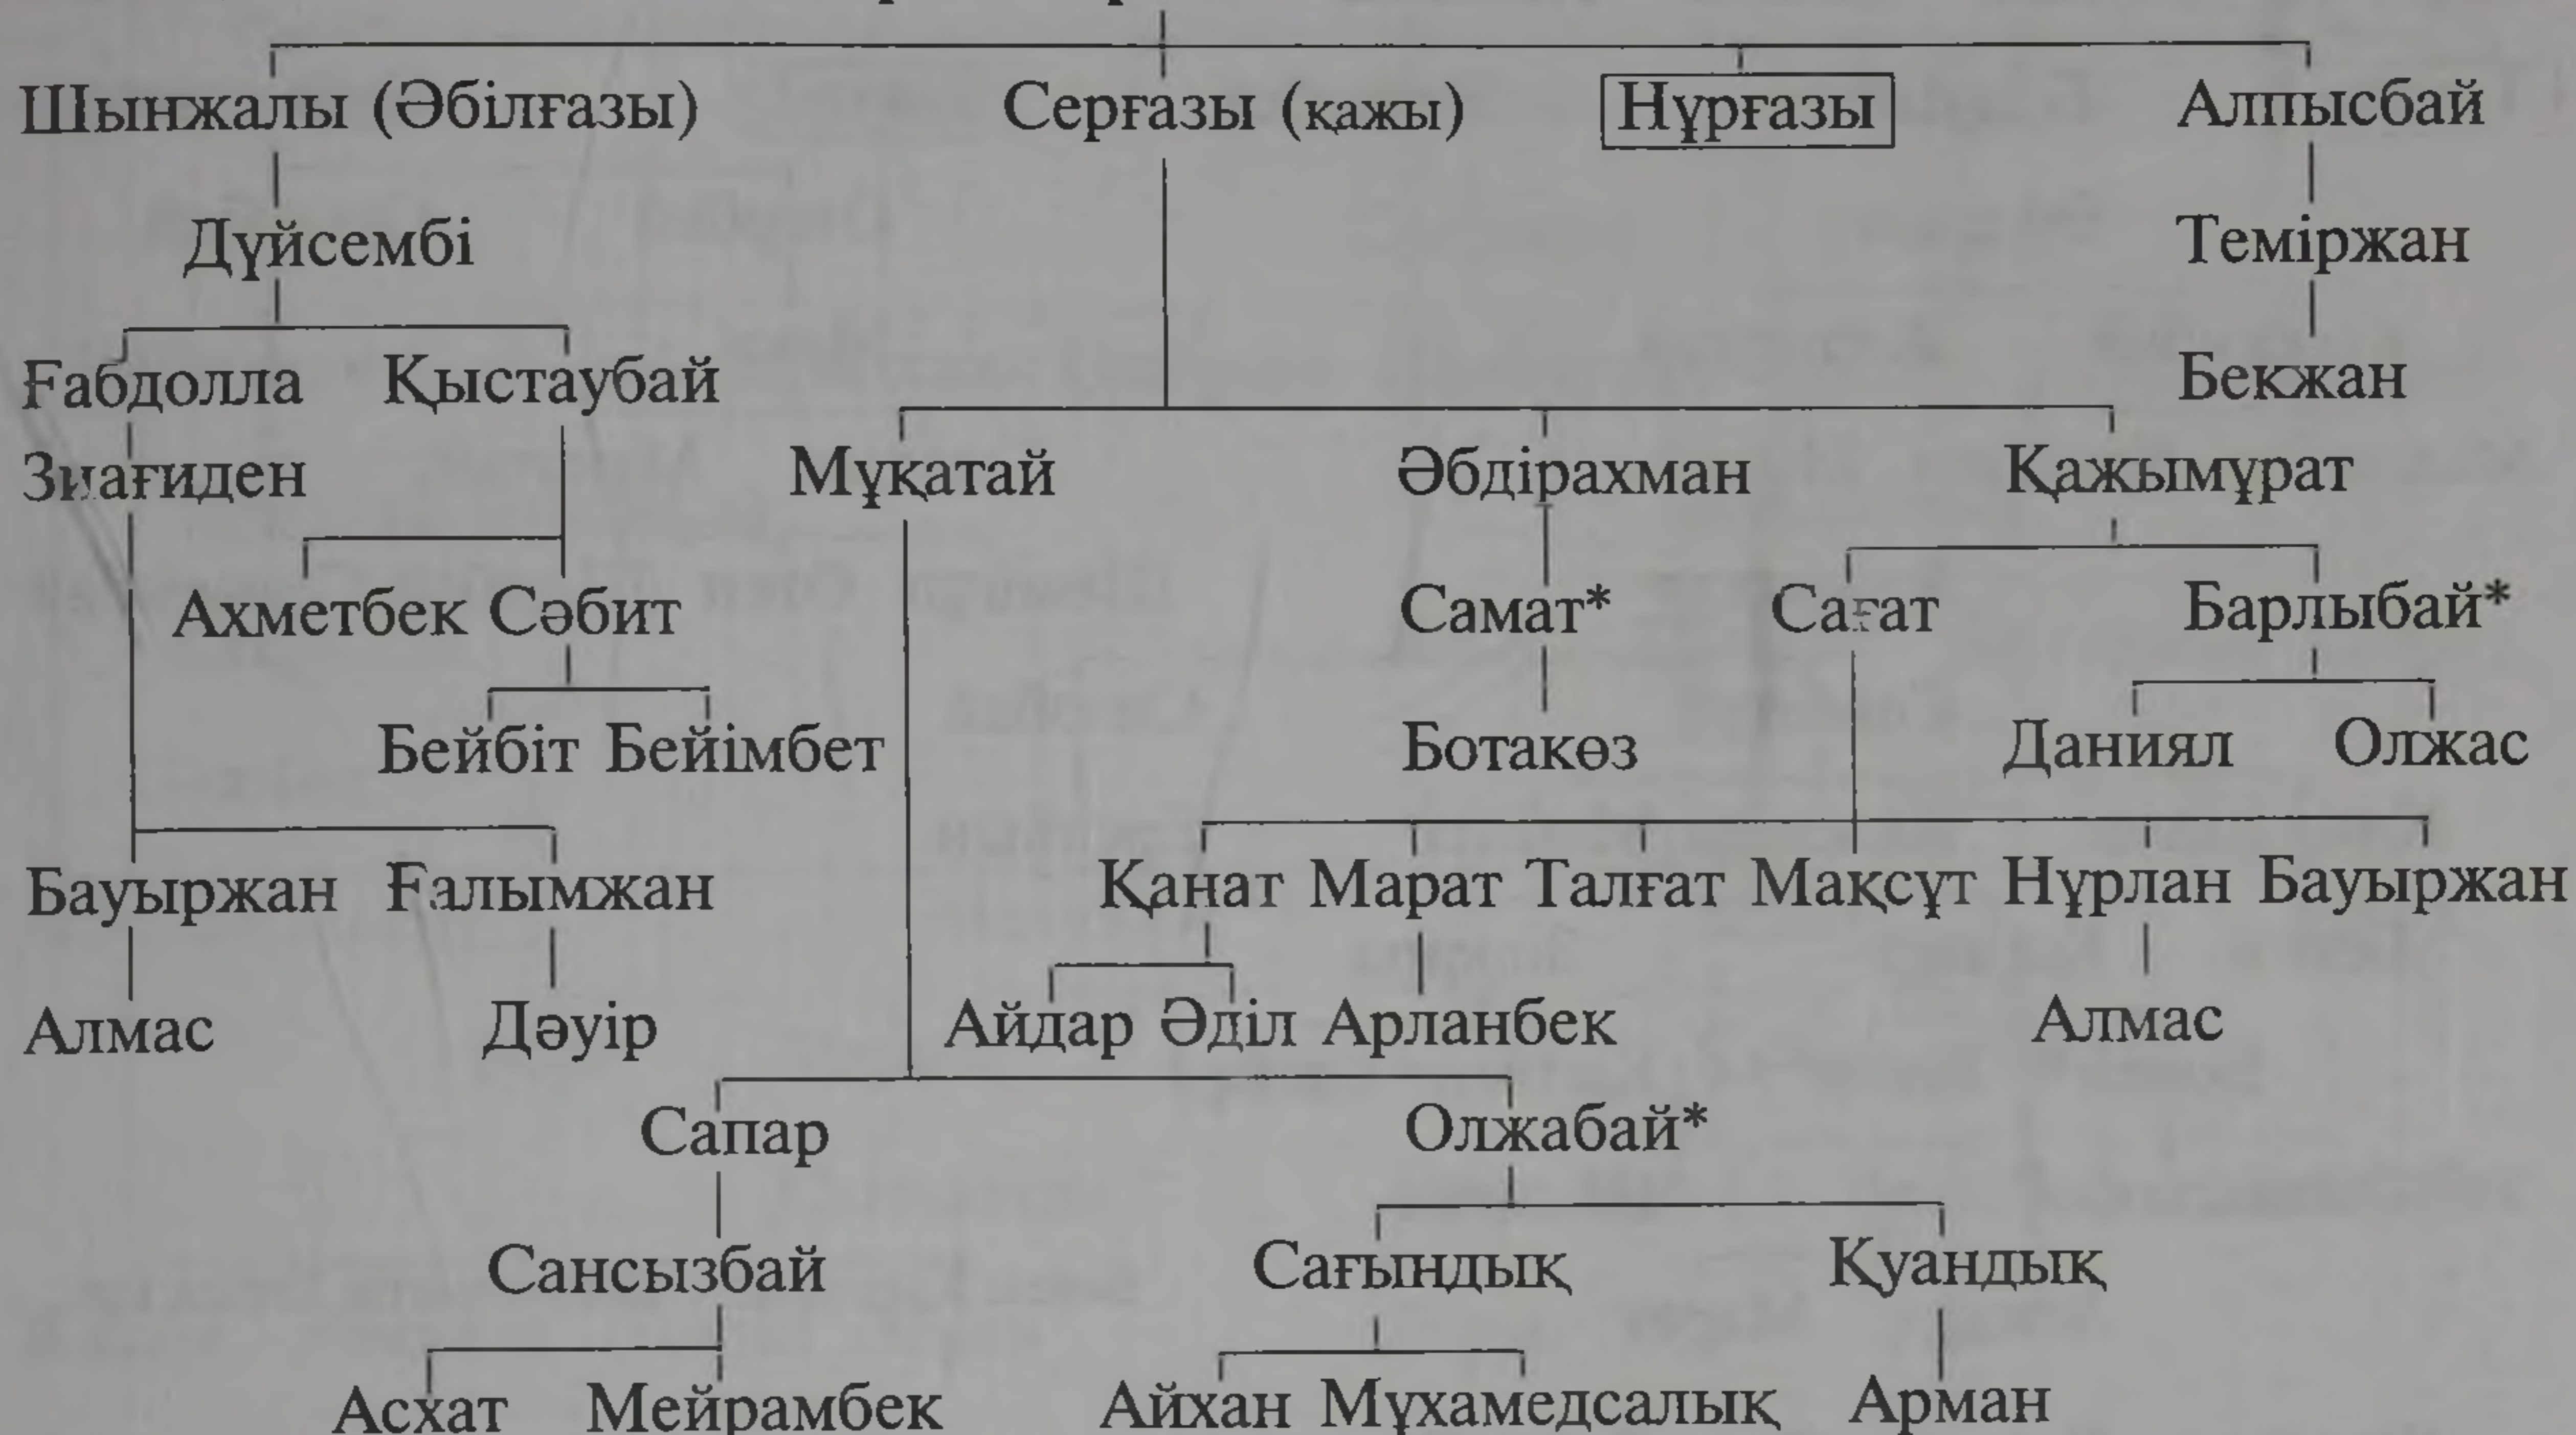 Шынжалы (Әбілғазы) Серғазы (қажы) Нұрғазы Алпысбай
Дүйсембі Теміржан
Ғабдолла Қыстаубай Бекжан
Зиағиден Мұқатай Әбдірахман Қажымұрат
Ахметбек Сәбит Самат* Сағат Барлыбай*
Бейбіт Бейімбет Ботакөз Даниял Олжас
Бауыржан Ғалымжан Қанат Марат Талғат Мақсұт Нұрлан Бауыржан
Алмас Дәуір Айдар Әділ Арланбек Алмас
Сапар Олжабай*
Сансызбай Сағындық Қуандық
Асхат Мейрамбек Айхан Мұхамедсалық Арман